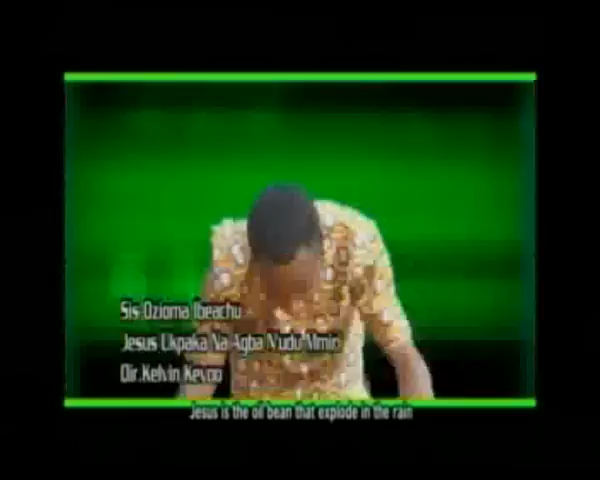 Sis Ozioma Ibeachu
Jesus Ukpaka Na Agba N'udu Mmiri
Dir.Kelvin Kevoo
Jesus is the oil bean that explode in the rain